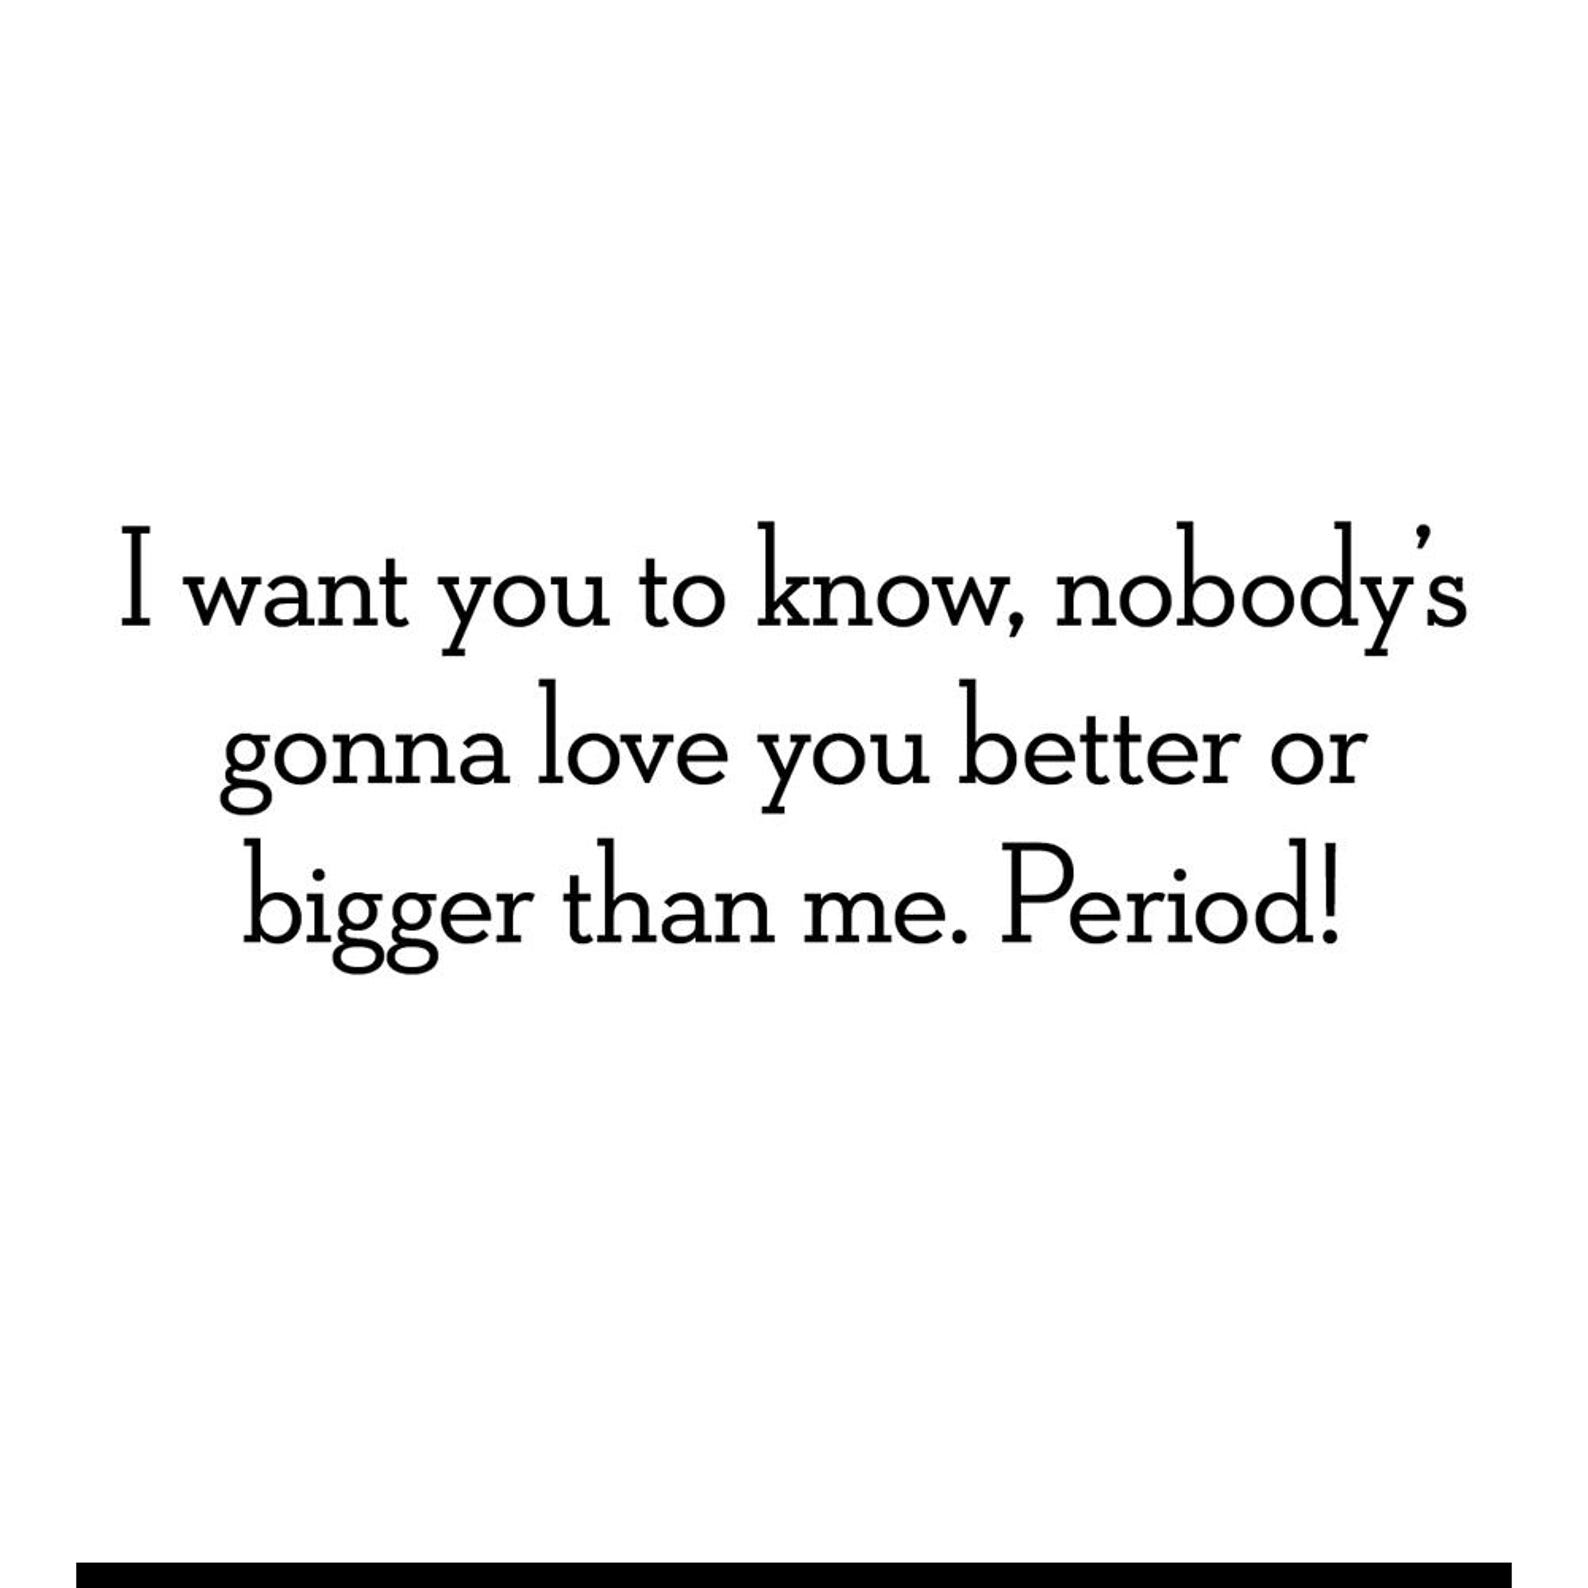 I want you to know, nobody’s
gonna love you better or
bigger than me. Period!